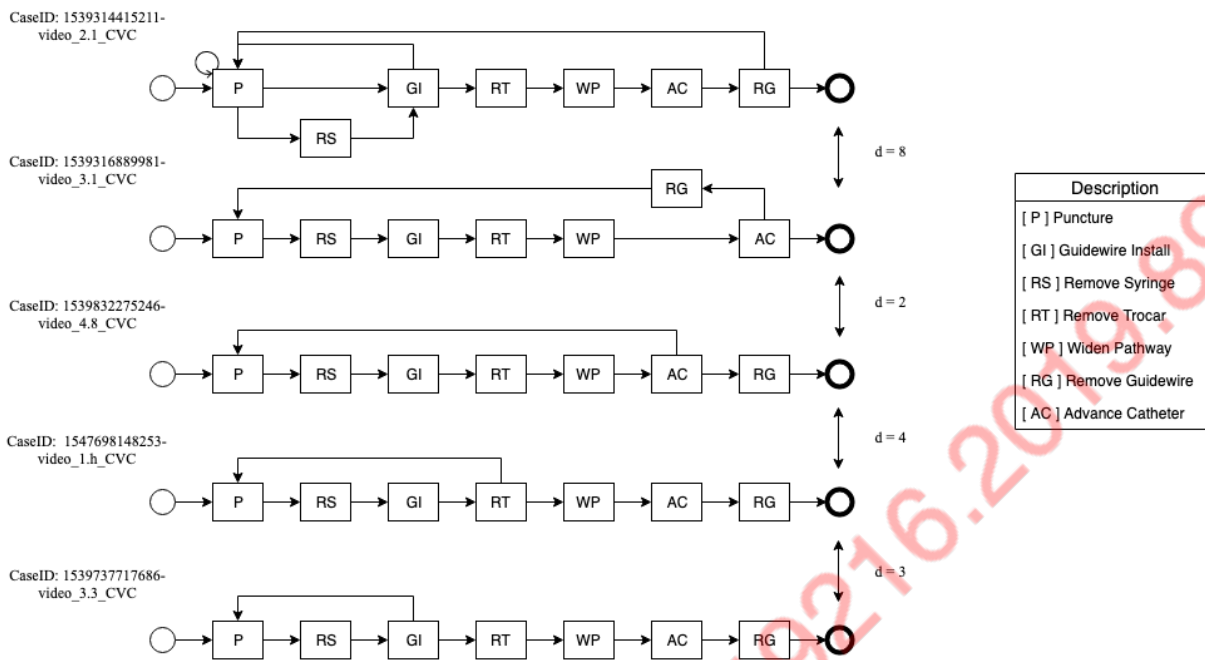 CaseID: 1539314415211-
video_2.1_CVC
P
GI
RT
WP
AC
RG
RS
d = 8
CaseID: 1539316889981-
video_3.1_CVC
RG
P
RS
GI
RT
WP
AC
d = 2
CaseID: 1539832275246-
video_4.8_CVC
P
RS
GI
RT
WP
AC
RG
d = 4
CaseID: 1547698148253-
video_1.h_CVC
P
RS
GI
RT
WP
AC
RG
d = 3
CaseID: 1539737717686-
video_3.3_CVC
P
RS
GI
RT
WP
AC
RG
Description
[ P ] Puncture
[ GI ] Guidewire Install
[ RS ] Remove Syringe
[ RT ] Remove Trocar
[ WP ] Widen Pathway
[ RG ] Remove Guidewire
[ AC ] Advance Catheter
9216.2019.89